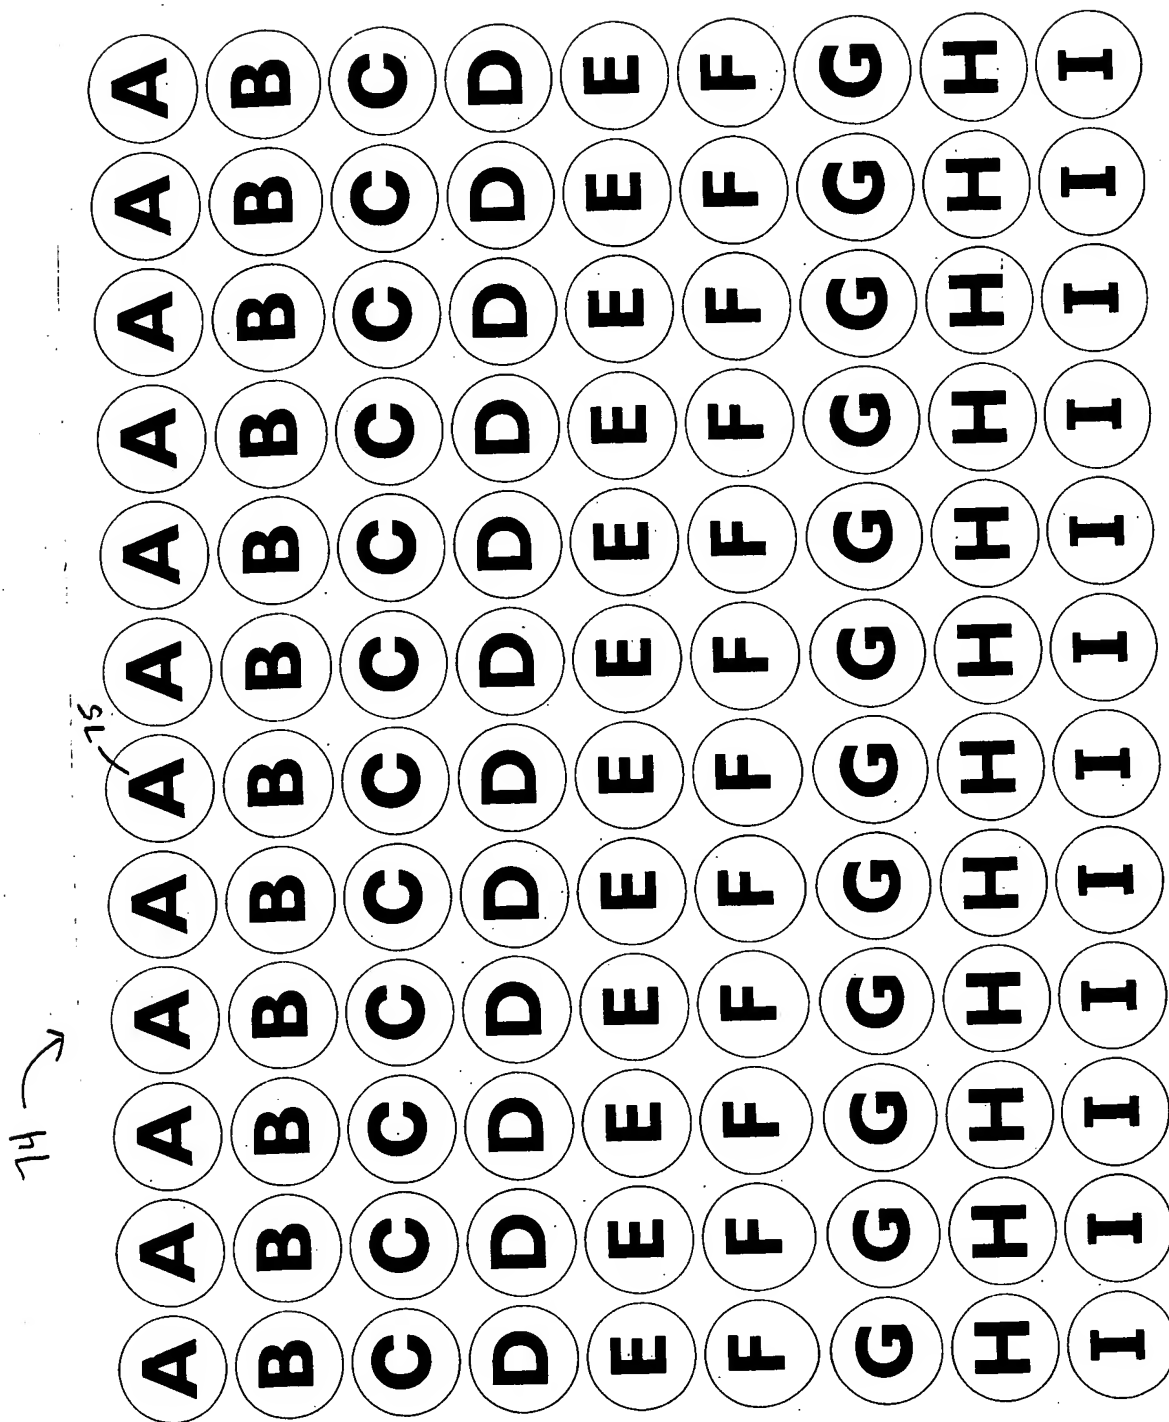 74
75
A A A A A A A A A A A A
B B B B B B B B B B B B
C C C C C C C C C C C C
D D D D D D D D D D D D
E E E E E E E E E E E E
F F F F F F F F F F F F
G G G G G G G G G G G G
H H H H H H H H H H H H
I I I I I I I I I I I I